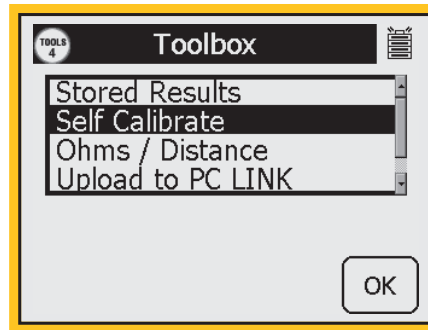 TOOLS
4
Toolbox
Stored Results
Self Calibrate
Ohms / Distance
Upload to PC LINK
OK